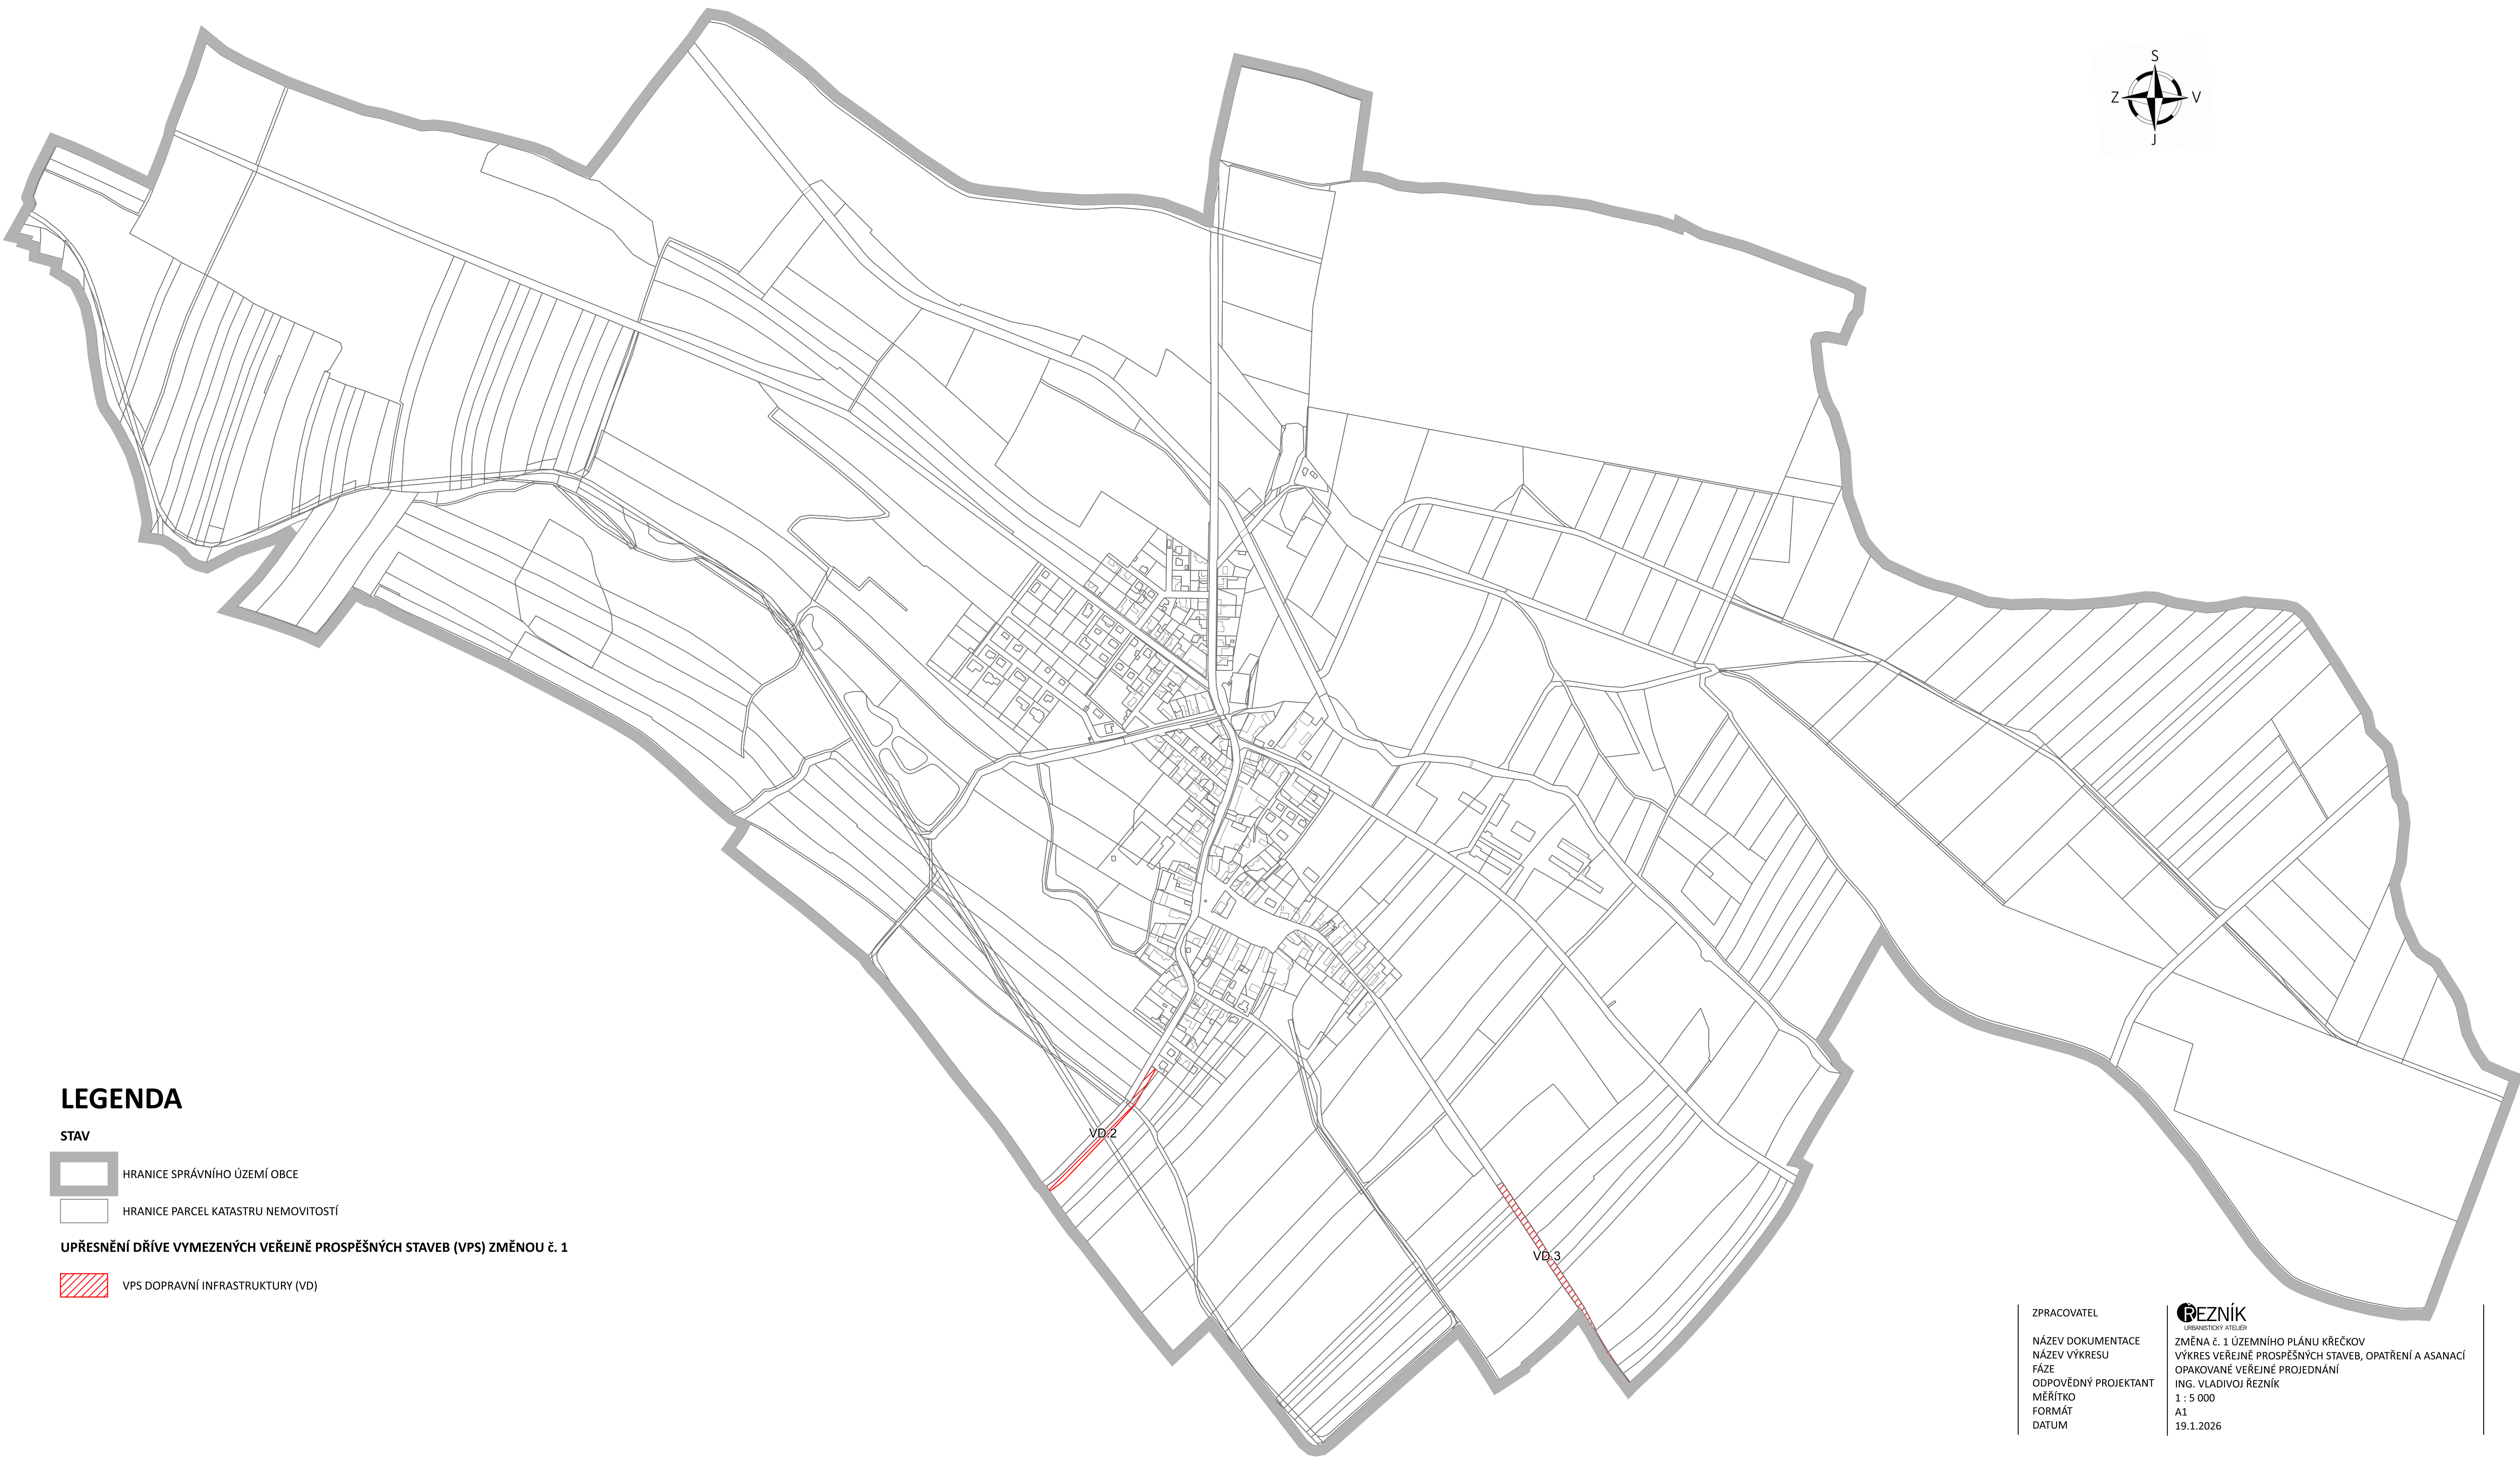 S
Z V
J
VD.2
VD.3
LEGENDA
STAV
HRANICE SPRÁVNÍHO ÚZEMÍ OBCE
HRANICE PARCEL KATASTRU NEMOVITOSTÍ
UPŘESNĚNÍ DŘÍVE VYMEZENÝCH VEŘEJNĚ PROSPĚŠNÝCH STAVEB (VPS) ZMĚNOU č. 1
VPS DOPRAVNÍ INFRASTRUKTURY (VD)
ZPRACOVATEL ŘEZNÍK
URBANISTICKÝ ATELIÉR
NÁZEV DOKUMENTACE ZMĚNA č. 1 ÚZEMNÍHO PLÁNU KŘEČKOV
NÁZEV VÝKRESU VÝKRES VEŘEJNĚ PROSPĚŠNÝCH STAVEB, OPATŘENÍ A ASANACÍ
FÁZE OPAKOVANÉ VEŘEJNÉ PROJEDNÁNÍ
ODPOVĚDNÝ PROJEKTANT ING. VLADIVOJ ŘEZNÍK
MĚŘÍTKO 1 : 5 000
FORMÁT A1
DATUM 19.1.2026